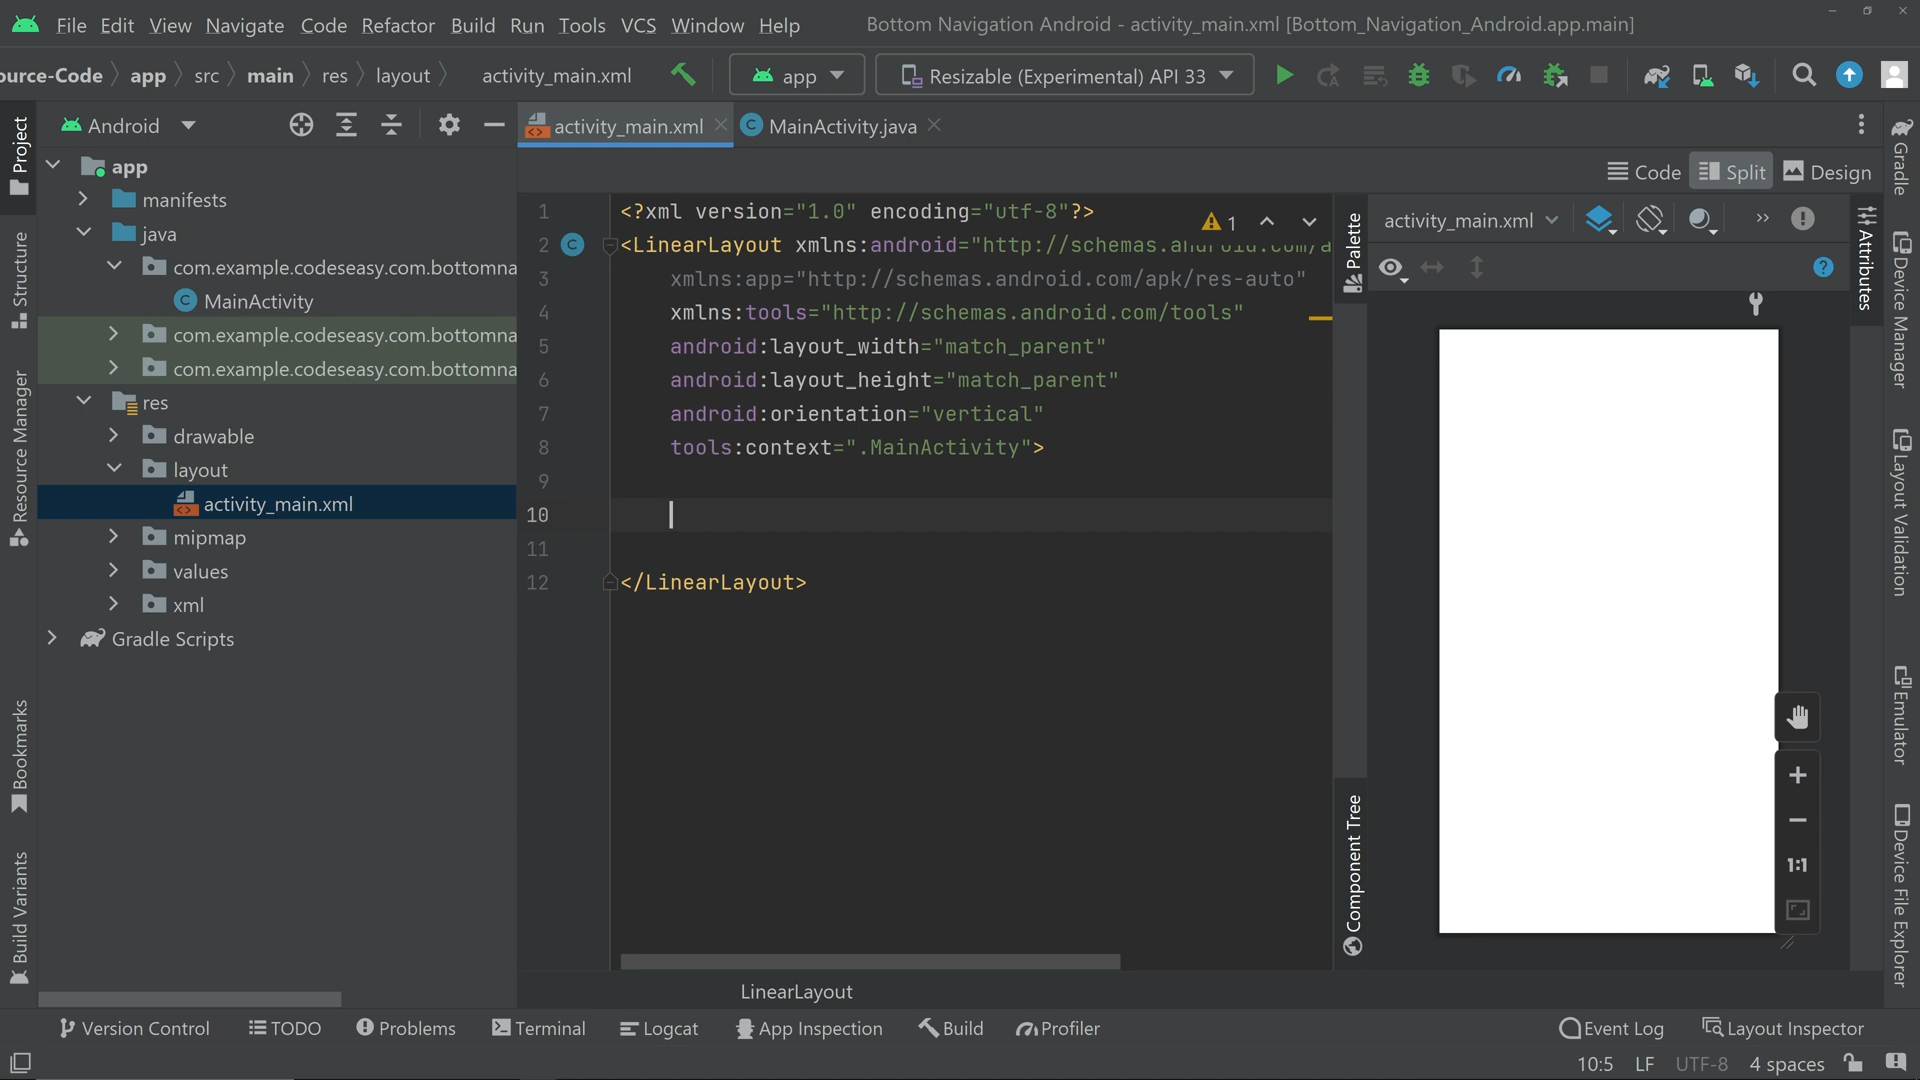 File Edit View Navigate Code Refactor Build Run Tools VCS Window Help Bottom Navigation Android - activity_main.xml [Bottom_Navigation_Android.app.main]
ource-Code app src main res layout activity_main.xml app Resizable (Experimental) API 33
Project
Android
activity_main.xml
MainActivity.java
Code Split Design
app
manifests
java
com.example.codeseasy.com.bottomna
MainActivity
com.example.codeseasy.com.bottomna
com.example.codeseasy.com.bottomna
res
drawable
layout
activity_main.xml
mipmap
values
xml
Gradle Scripts
Structure
Resource Manager
Bookmarks
Build Variants
1 <?xml version="1.0" encoding="utf-8"?>
1
2 <LinearLayout xmlns:android="http://schemas.android.com/a
3 xmlns:app="http://schemas.android.com/apk/res-auto"
4 xmlns:tools="http://schemas.android.com/tools"
5 android:layout_width="match_parent"
6 android:layout_height="match_parent"
7 android:orientation="vertical"
8 tools:context=".MainActivity">
9
10
11
12 </LinearLayout>
LinearLayout
Palette
Component Tree
activity_main.xml
1:1
Attributes
Gradle
Device Manager
Layout Validation
Emulator
Device File Explorer
Version Control TODO Problems Terminal Logcat App Inspection Build Profiler Event Log Layout Inspector
10:5 LF UTF-8 4 spaces